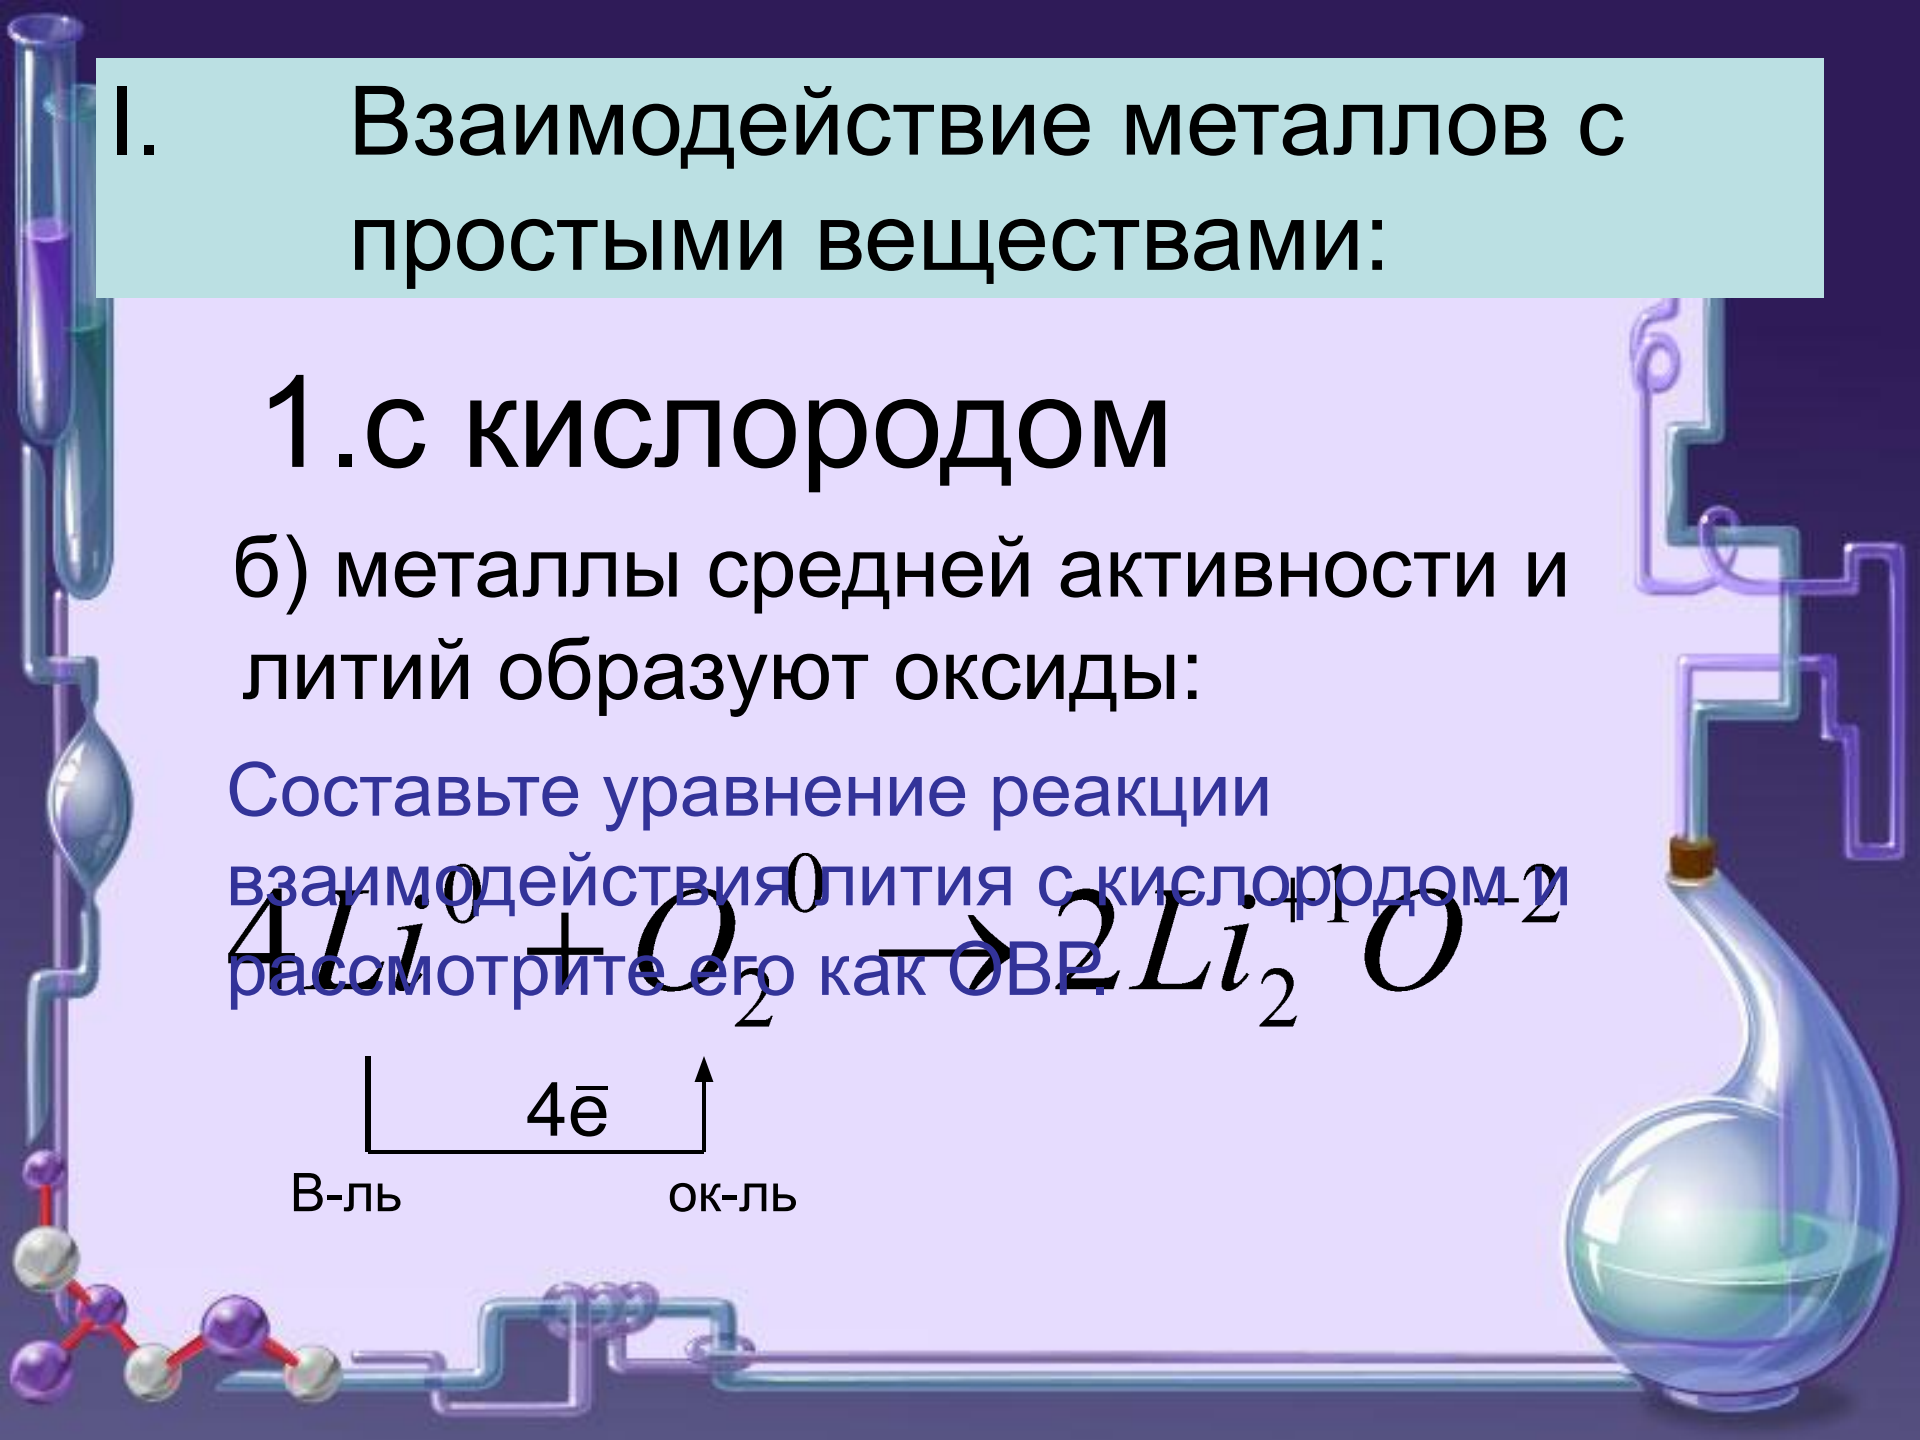 I. Взаимодействие металлов с
простыми веществами:
1.с кислородом
б) металлы средней активности и
литий образуют оксиды:
Составьте уравнение реакции
взаимодействия лития с кислородом и
рассмотрите его как ОВР.
4Li⁰ + O₂⁰ → 2Li₂⁺¹O⁻²
4ē
В-ль ок-ль